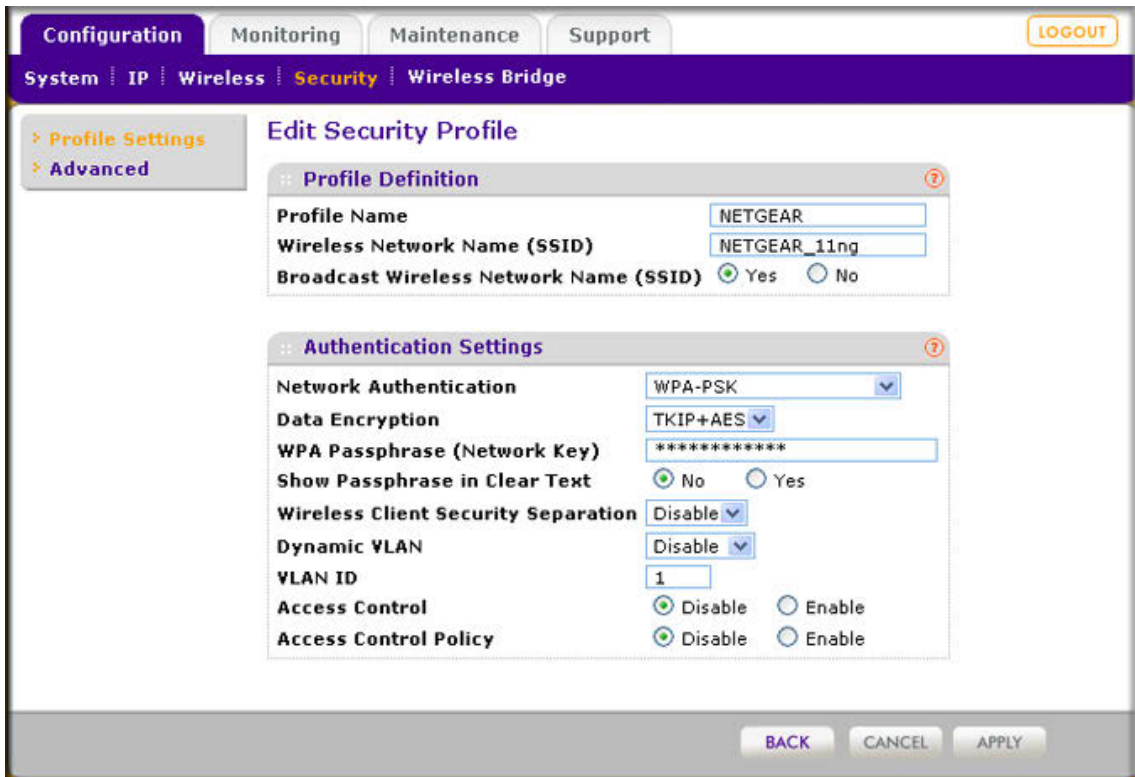 Configuration Monitoring Maintenance Support LOGOUT
System IP Wireless Security Wireless Bridge
Profile Settings
Advanced
Edit Security Profile
Profile Definition ?
Profile Name NETGEAR
Wireless Network Name (SSID) NETGEAR_11ng
Broadcast Wireless Network Name (SSID) Yes No
Authentication Settings ?
Network Authentication WPA-PSK
Data Encryption TKIP+AES
WPA Passphrase (Network Key) ************
Show Passphrase in Clear Text No Yes
Wireless Client Security Separation Disable
Dynamic VLAN Disable
VLAN ID 1
Access Control Disable Enable
Access Control Policy Disable Enable
BACK CANCEL APPLY